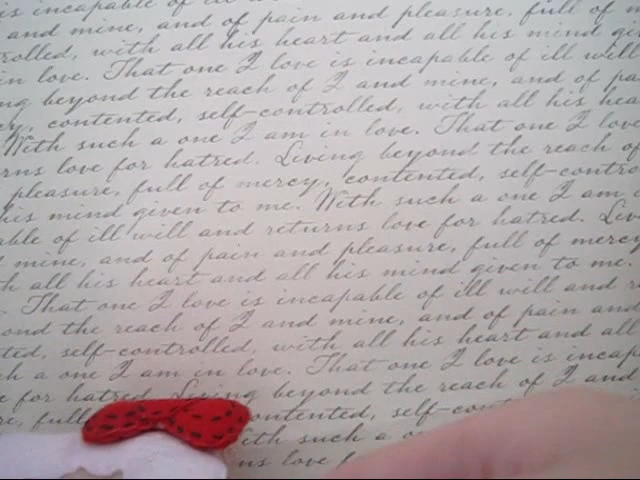 is incapable of ill
and mine, and of pain and pleasure, full of
rolled, with all his heart and all his mind
in love. That one I love is incapable of ill will
ng beyond the reach of I and mine, and of
contented, self-controlled, with all his
With such a one I am in love. That one I love
rns love for hatred. Living beyond the reach of
pleasure, full of mercy, contented, self-contro
his mind given to me. With such a one I am
able of ill will and returns love for hatred.
mine, and of pain and pleasure, full of mercy
h all his heart and all his mind given to me.
That one I love is incapable of ill will and
ond the reach of I and mine, and of pain and
ted, self-controlled, with all his heart and all
h a one I am in love. That one I love is incap
e for hatred. Living beyond the reach of I and
re, full contented, self-cont
ith such a
ns love